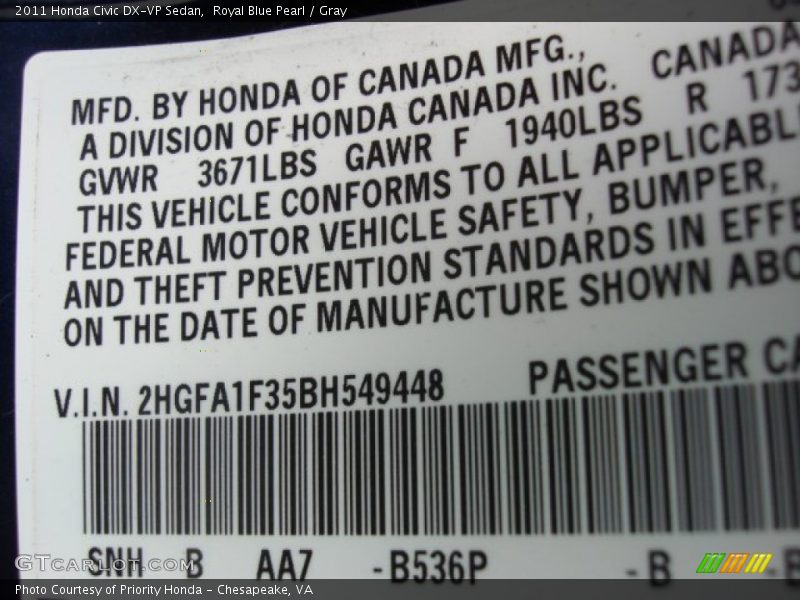 2011 Honda Civic DX-VP Sedan, Royal Blue Pearl / Gray
MFD. BY HONDA OF CANADA MFG.,
A DIVISION OF HONDA CANADA INC. CANADA
GVWR 3671LBS GAWR F 1940LBS R 173
THIS VEHICLE CONFORMS TO ALL APPLICABL
FEDERAL MOTOR VEHICLE SAFETY, BUMPER,
AND THEFT PREVENTION STANDARDS IN EFFE
ON THE DATE OF MANUFACTURE SHOWN ABO
V.I.N. 2HGFA1F35BH549448 PASSENGER CA
SNH B AA7 -B536P -B -B
GTcarlot.com
Photo Courtesy of Priority Honda - Chesapeake, VA